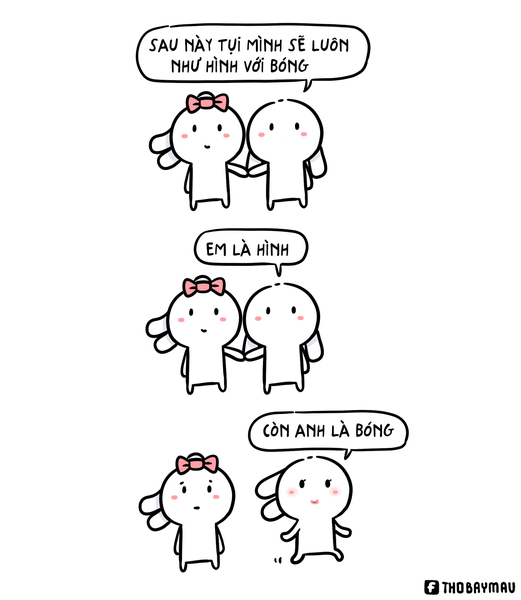 SAU NÀY TỤI MÌNH SẼ LUÔN
NHƯ HÌNH VỚI BÓNG
EM LÀ HÌNH
CÒN ANH LÀ BÓNG
THOBAYMAU